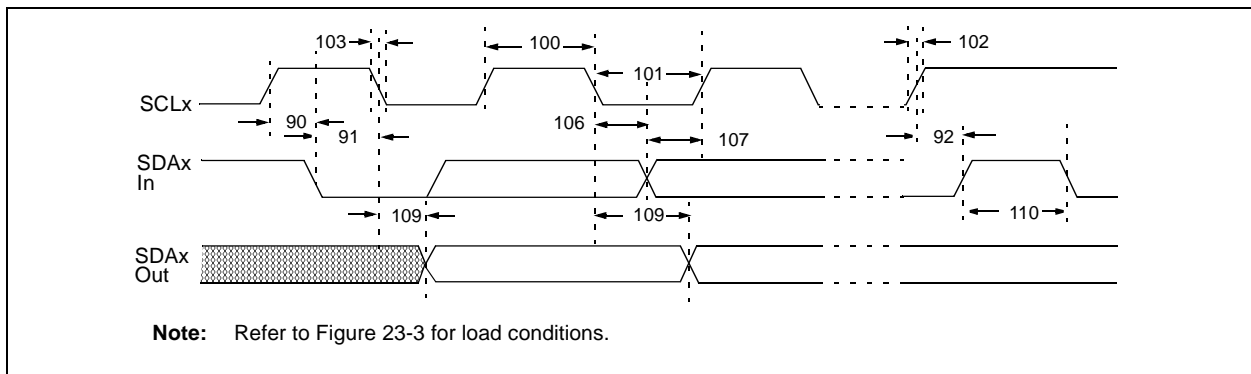 103
100
101
102
SCLx
90
91
106
107
92
SDAx
In
109
109
110
SDAx
Out
Note: Refer to Figure 23-3 for load conditions.